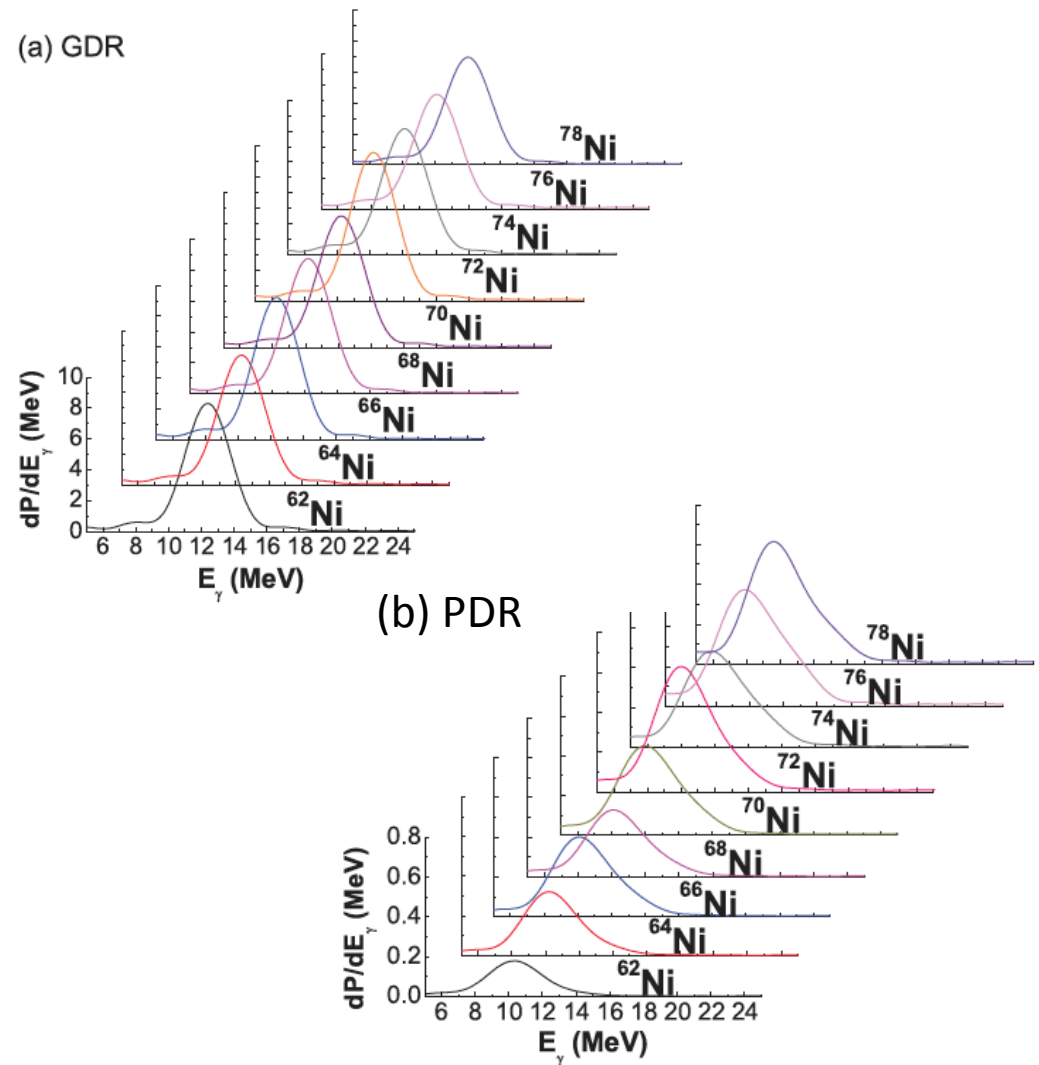 (a) GDR
78Ni
76Ni
74Ni
72Ni
70Ni
68Ni
66Ni
64Ni
62Ni
dP/dEγ (MeV)
10
8
6
4
2
0
6 8 10 12 14 16 18 20 22 24
Eγ (MeV)
(b) PDR
78Ni
76Ni
74Ni
72Ni
70Ni
68Ni
66Ni
64Ni
62Ni
dP/dEγ (MeV)
0.8
0.6
0.4
0.2
0.0
6 8 10 12 14 16 18 20 22 24
Eγ (MeV)